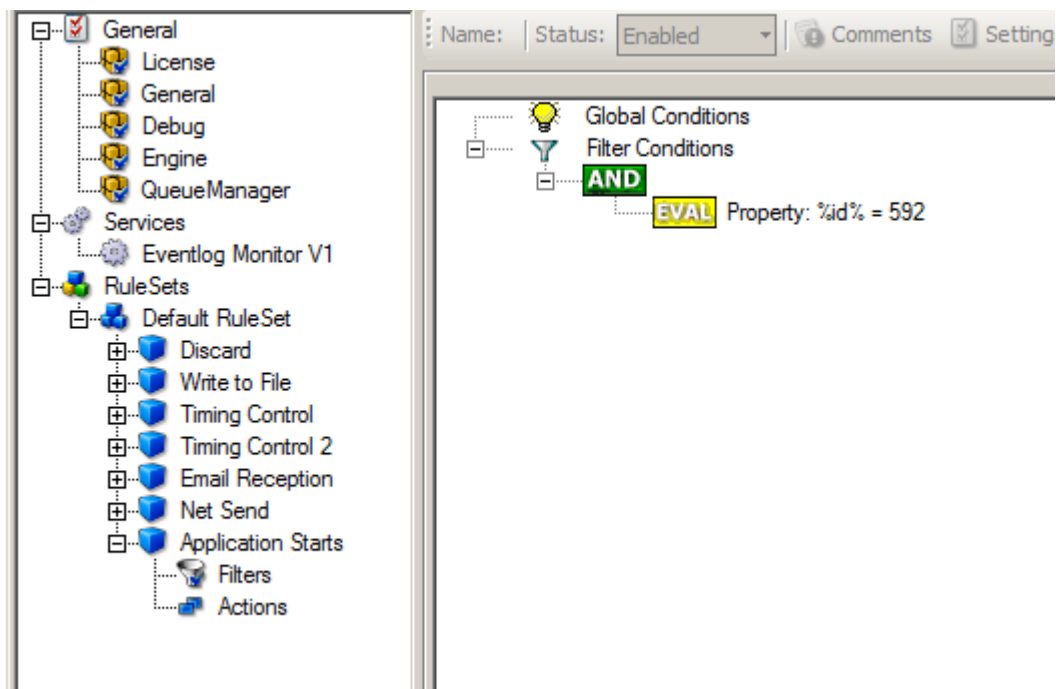 General
License
General
Debug
Engine
QueueManager
Services
Eventlog Monitor V1
RuleSets
Default RuleSet
Discard
Write to File
Timing Control
Timing Control 2
Email Reception
Net Send
Application Starts
Filters
Actions
Name: Status: Enabled Comments Setting
Global Conditions
Filter Conditions
AND
EVAL Property: %id% = 592